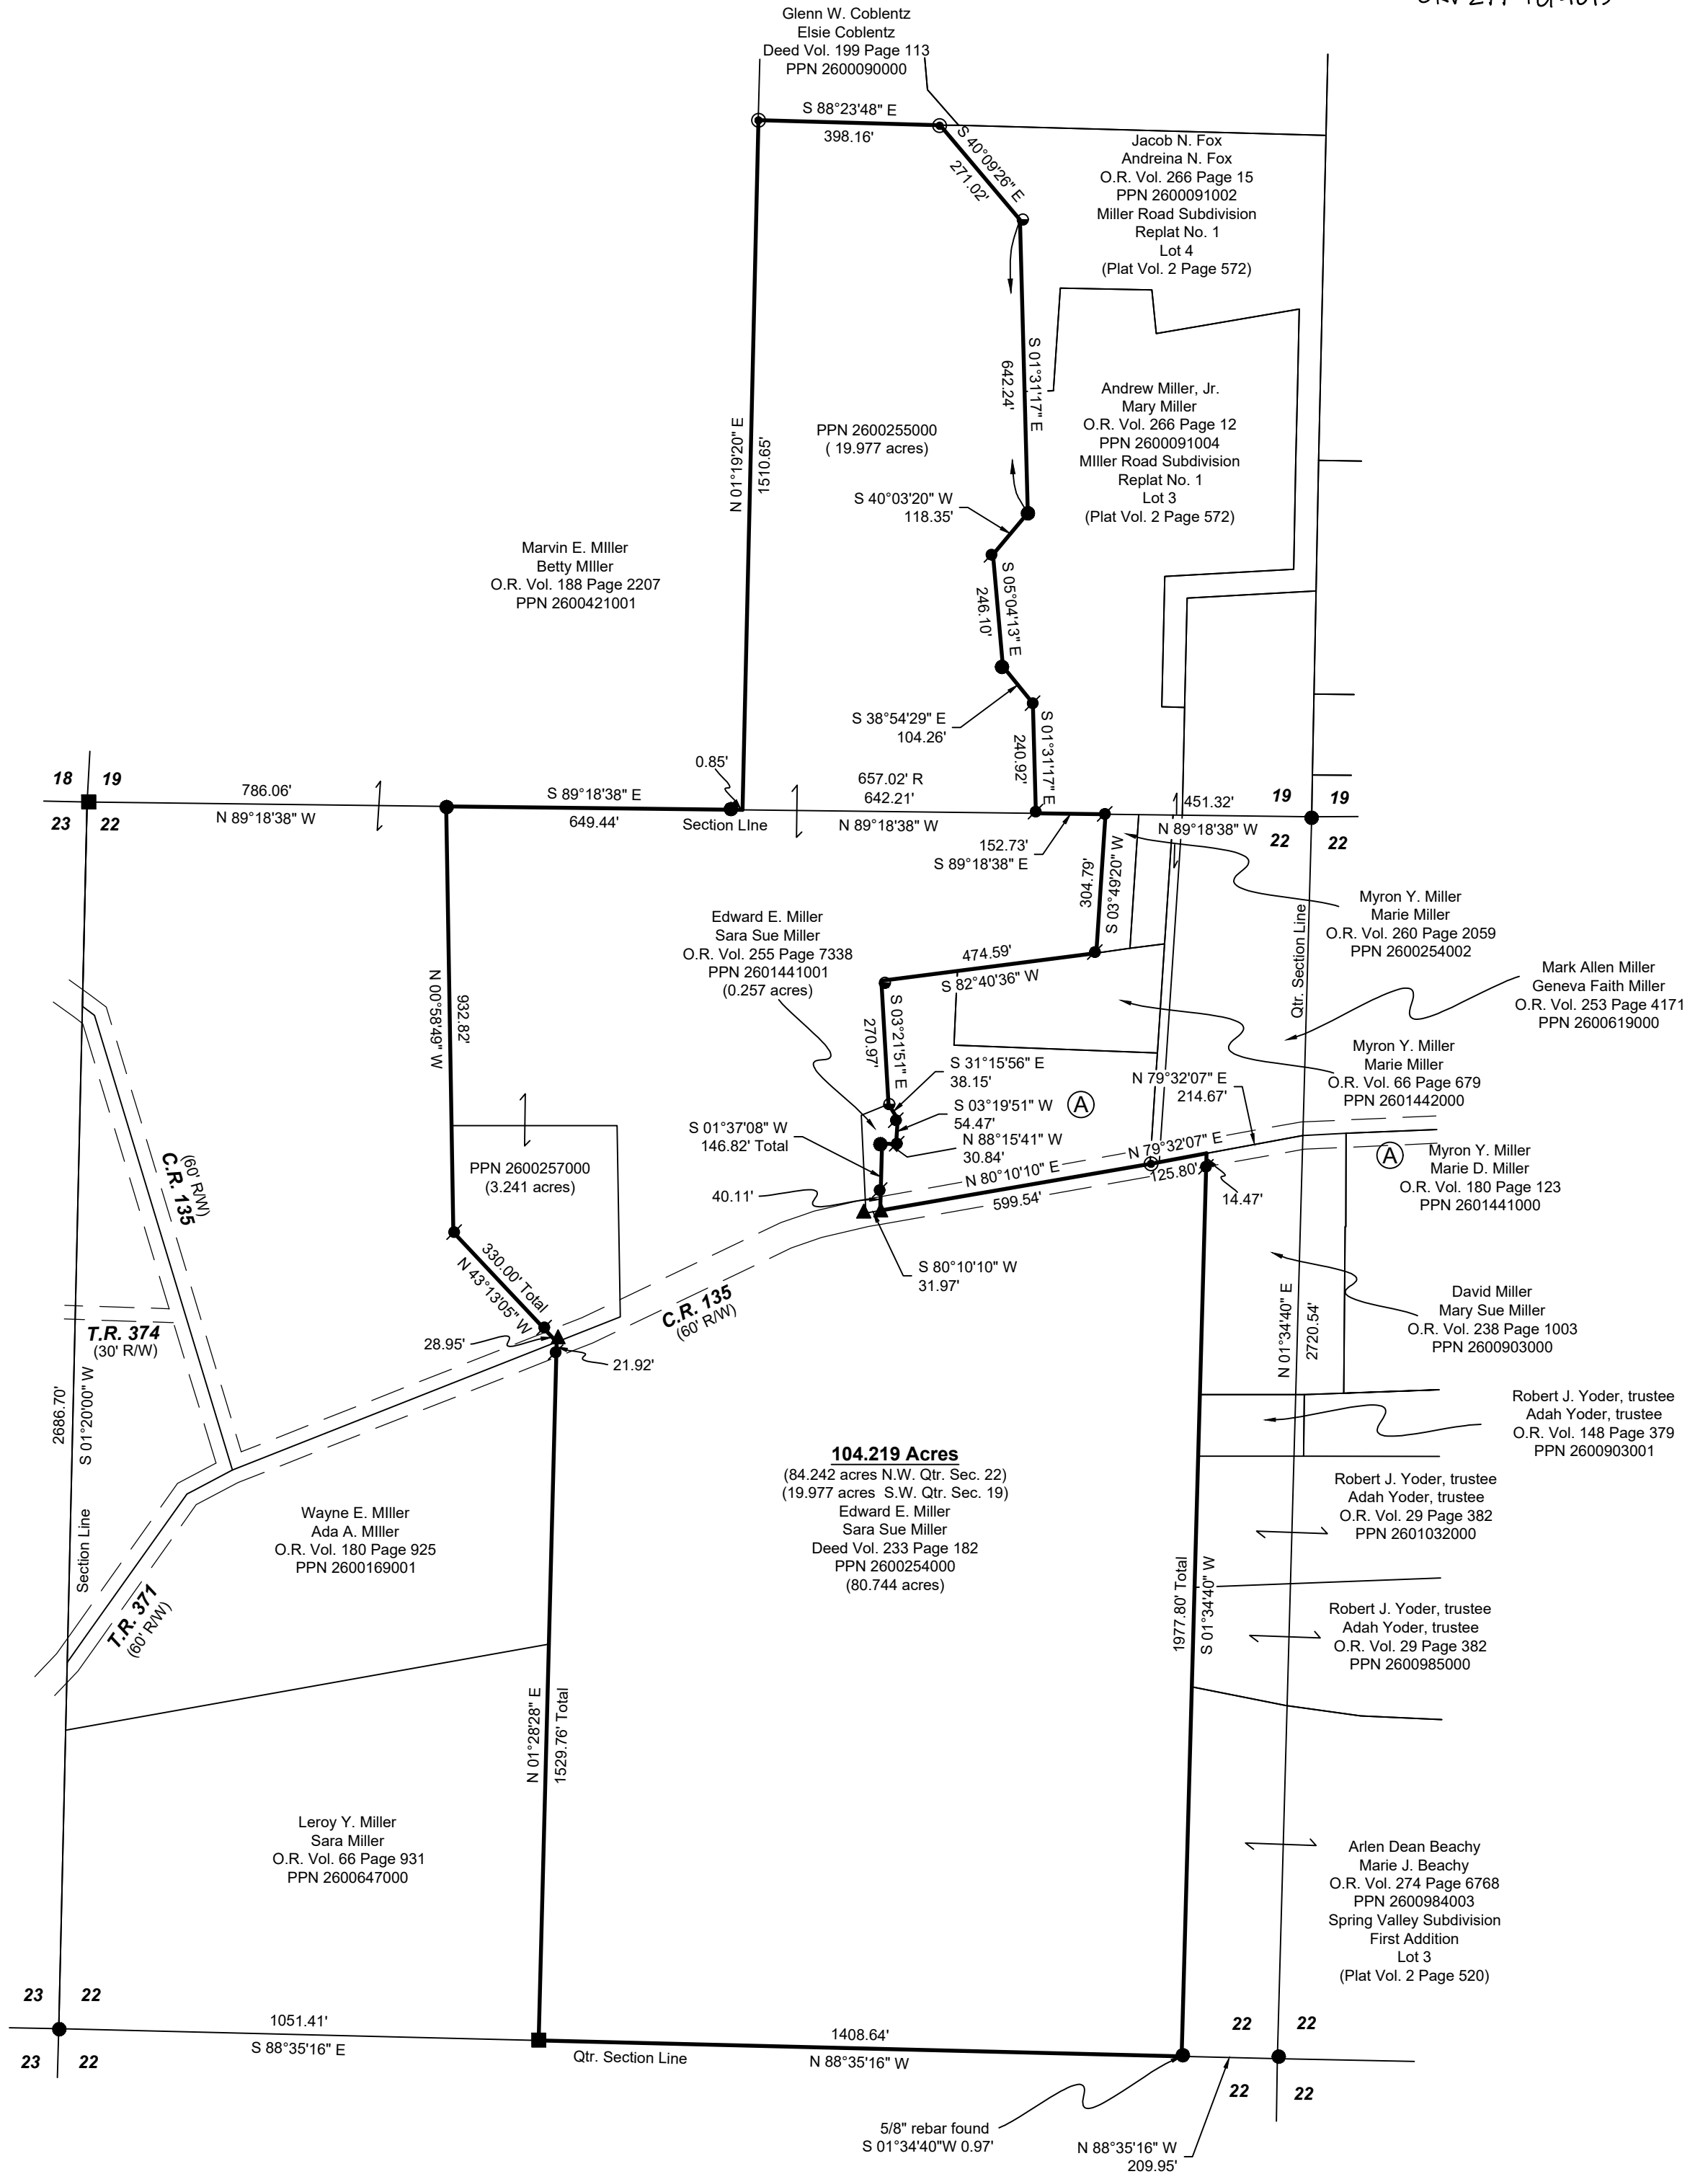 Glenn W. Coblentz
Elsie Coblentz
Deed Vol. 199 Page 113
PPN 2600090000
S 88°23'48" E
398.16'
S 40°09'26" E
271.02'
Jacob N. Fox
Andreina N. Fox
O.R. Vol. 266 Page 15
PPN 2600091002
Miller Road Subdivision
Replat No. 1
Lot 4
(Plat Vol. 2 Page 572)
S 01°31'17" E
642.24'
Andrew Miller, Jr.
Mary Miller
O.R. Vol. 266 Page 12
PPN 2600091004
MIller Road Subdivision
Replat No. 1
Lot 3
(Plat Vol. 2 Page 572)
N 01°19'20" E
1510.65'
PPN 2600255000
( 19.977 acres)
S 40°03'20" W
118.35'
Marvin E. MIller
Betty MIller
O.R. Vol. 188 Page 2207
PPN 2600421001
S 05°04'13" E
246.10'
S 38°54'29" E
104.26'
S 01°31'17" E
240.92'
18 19
23 22
786.06'
N 89°18'38" W
S 89°18'38" E
649.44'
0.85'
Section LIne
657.02' R
642.21'
N 89°18'38" W
152.73'
S 89°18'38" E
451.32'
N 89°18'38" W
19 19
22 22
304.79'
S 03°49'20" W
Myron Y. Miller
Marie Miller
O.R. Vol. 260 Page 2059
PPN 2600254002
Qtr. Section Line
Mark Allen Miller
Geneva Faith Miller
O.R. Vol. 253 Page 4171
PPN 2600619000
Edward E. Miller
Sara Sue Miller
O.R. Vol. 255 Page 7338
PPN 2601441001
(0.257 acres)
474.59'
S 82°40'36" W
N 00°58'49" W
932.82'
270.97'
S 03°21'51" E
S 31°15'56" E
38.15'
S 03°19'51" W
54.47'
N 88°15'41" W
30.84'
A
Myron Y. Miller
Marie Miller
O.R. Vol. 66 Page 679
PPN 2601442000
N 79°32'07" E
214.67'
S 01°37'08" W
146.82' Total
40.11'
N 80°10'10" E
599.54'
N 79°32'07" E
125.80'
14.47'
A
Myron Y. Miller
Marie D. Miller
O.R. Vol. 180 Page 123
PPN 2601441000
S 80°10'10" W
31.97'
PPN 2600257000
(3.241 acres)
C.R. 135
(60' R/W)
330.00' Total
N 43°13'05" W
28.95'
21.92'
C.R. 135
(60' R/W)
T.R. 374
(30' R/W)
David Miller
Mary Sue Miller
O.R. Vol. 238 Page 1003
PPN 2600903000
N 01°34'40" E
2720.54'
2686.70'
S 01°20'00" W
Section Line
Robert J. Yoder, trustee
Adah Yoder, trustee
O.R. Vol. 148 Page 379
PPN 2600903001
104.219 Acres
(84.242 acres N.W. Qtr. Sec. 22)
(19.977 acres S.W. Qtr. Sec. 19)
Edward E. Miller
Sara Sue Miller
Deed Vol. 233 Page 182
PPN 2600254000
(80.744 acres)
Robert J. Yoder, trustee
Adah Yoder, trustee
O.R. Vol. 29 Page 382
PPN 2601032000
Wayne E. MIller
Ada A. MIller
O.R. Vol. 180 Page 925
PPN 2600169001
T.R. 371
(60' R/W)
1977.80' Total
S 01°34'40" W
Robert J. Yoder, trustee
Adah Yoder, trustee
O.R. Vol. 29 Page 382
PPN 2600985000
N 01°28'28" E
1529.76' Total
Leroy Y. Miller
Sara Miller
O.R. Vol. 66 Page 931
PPN 2600647000
Arlen Dean Beachy
Marie J. Beachy
O.R. Vol. 274 Page 6768
PPN 2600984003
Spring Valley Subdivision
First Addition
Lot 3
(Plat Vol. 2 Page 520)
23 22
23 22
1051.41'
S 88°35'16" E
Qtr. Section Line
1408.64'
N 88°35'16" W
22 22
22 22
5/8" rebar found
S 01°34'40"W 0.97'
N 88°35'16" W
209.95'